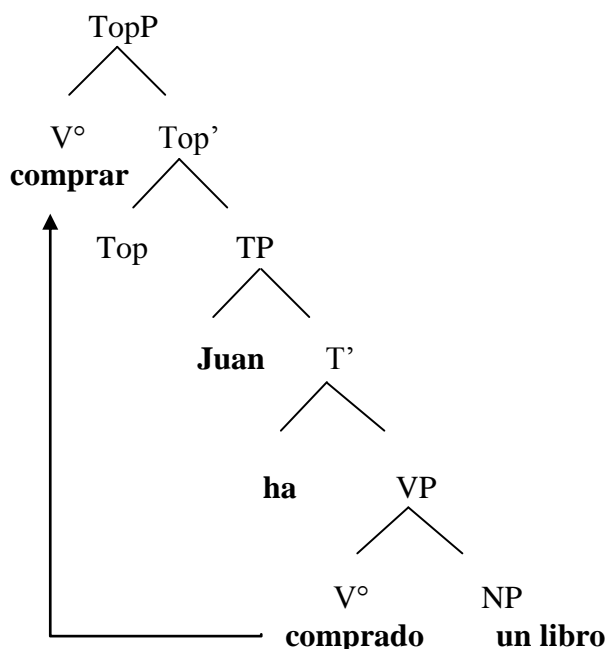 TopP
V° Top’
comprar
Top TP
Juan T’
ha VP
V° NP
comprado un libro